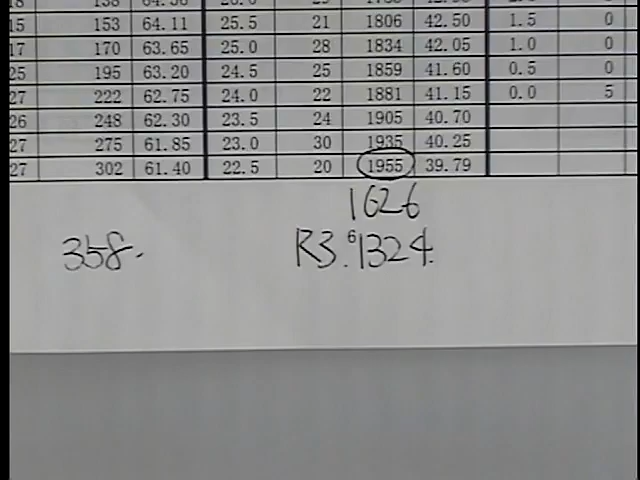 15 153 64.11 25.5 21 1806 42.50 1.5 0
17 170 63.65 25.0 28 1834 42.05 1.0 0
25 195 63.20 24.5 25 1859 41.60 0.5 0
27 222 62.75 24.0 22 1881 41.15 0.0 5
26 248 62.30 23.5 24 1905 40.70
27 275 61.85 23.0 30 1935 40.25
27 302 61.40 22.5 20 1955 39.79
1626
358. R3.⁶1324.